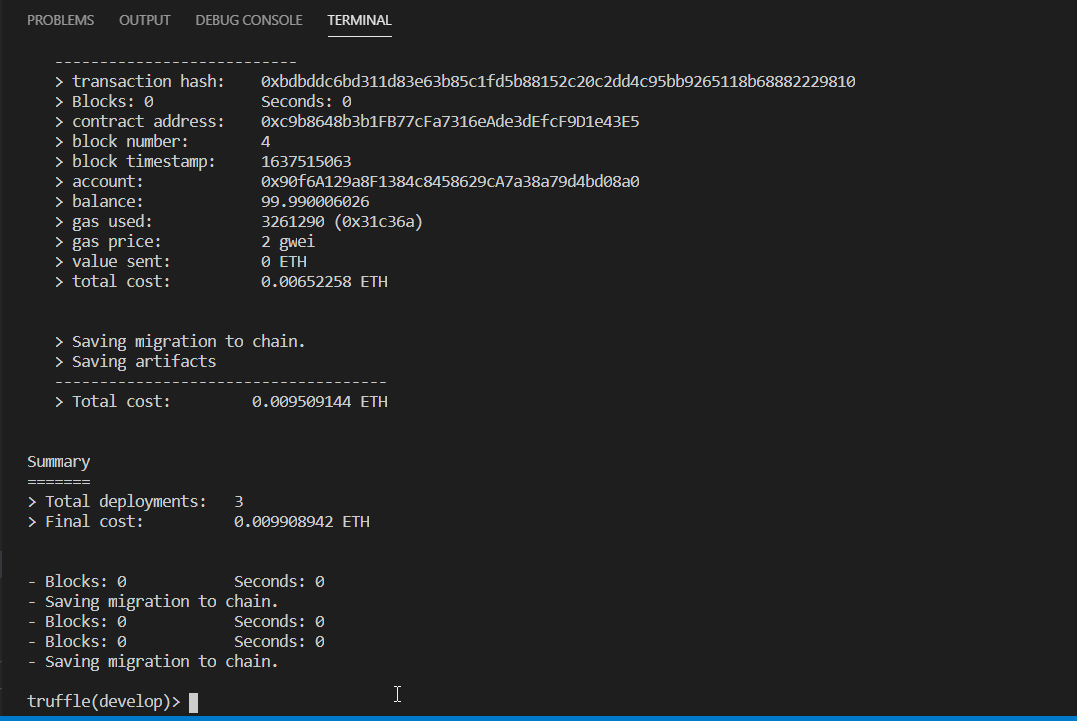 PROBLEMS OUTPUT DEBUG CONSOLE TERMINAL
---------------------------
> transaction hash: 0xbdbddc6bd311d83e63b85c1fd5b88152c20c2dd4c95bb9265118b68882229810
> Blocks: 0 Seconds: 0
> contract address: 0xc9b8648b3b1FB77cFa7316eAde3dEfcF9D1e43E5
> block number: 4
> block timestamp: 1637515063
> account: 0x90f6A129a8F1384c8458629cA7a38a79d4bd08a0
> balance: 99.990006026
> gas used: 3261290 (0x31c36a)
> gas price: 2 gwei
> value sent: 0 ETH
> total cost: 0.00652258 ETH
> Saving migration to chain.
> Saving artifacts
-------------------------------------
> Total cost: 0.009509144 ETH
Summary
=======
> Total deployments: 3
> Final cost: 0.009908942 ETH
- Blocks: 0 Seconds: 0
- Saving migration to chain.
- Blocks: 0 Seconds: 0
- Blocks: 0 Seconds: 0
- Saving migration to chain.
truffle(develop)>